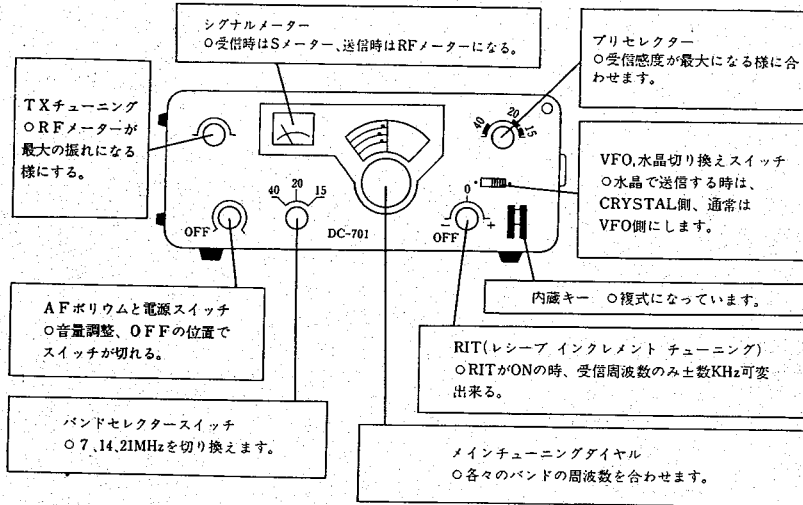 シグナルメーター
○受信時はSメーター、送信時はRFメーターになる。
プリセレクター
○受信感度が最大になる様に合
わせます。
TXチューニング
○RFメーターが
最大の振れになる
様にする。
VFO,水晶切り換えスイッチ
○水晶で送信する時は、
CRYSTAL側、通常は
VFO側にします。
40 20 15
40 20 15
0
OFF
DC-701
− +
OFF
内蔵キー ○複式になっています。
AFボリウムと電源スイッチ
○音量調整、OFFの位置で
スイッチが切れる。
RIT(レシーブ インクレメント チューニング)
○RITがONの時、受信周波数のみ±数KHz可変
出来る。
バンドセレクタースイッチ
○7、14、21MHzを切り換えます。
メインチューニングダイヤル
○各々のバンドの周波数を合わせます。